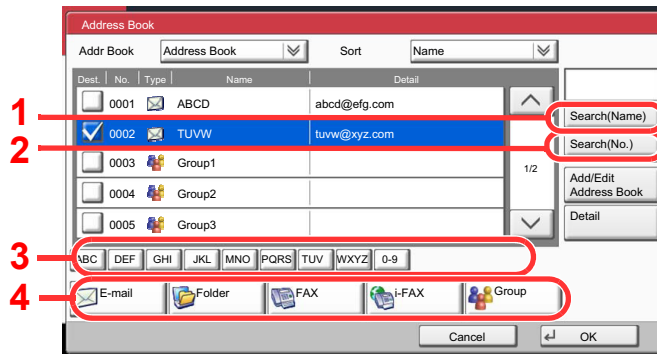 Address Book
Addr Book Address Book Sort Name
Dest. No. Type Name Detail
0001 ABCD abcd@efg.com
1 Search(Name)
0002 TUVW tuvw@xyz.com
2 Search(No.)
0003 Group1 1/2
Add/Edit
Address Book
0004 Group2
0005 Group3 Detail
3 ABC DEF GHI JKL MNO PQRS TUV WXYZ 0-9
4 E-mail Folder FAX i-FAX Group
Cancel OK